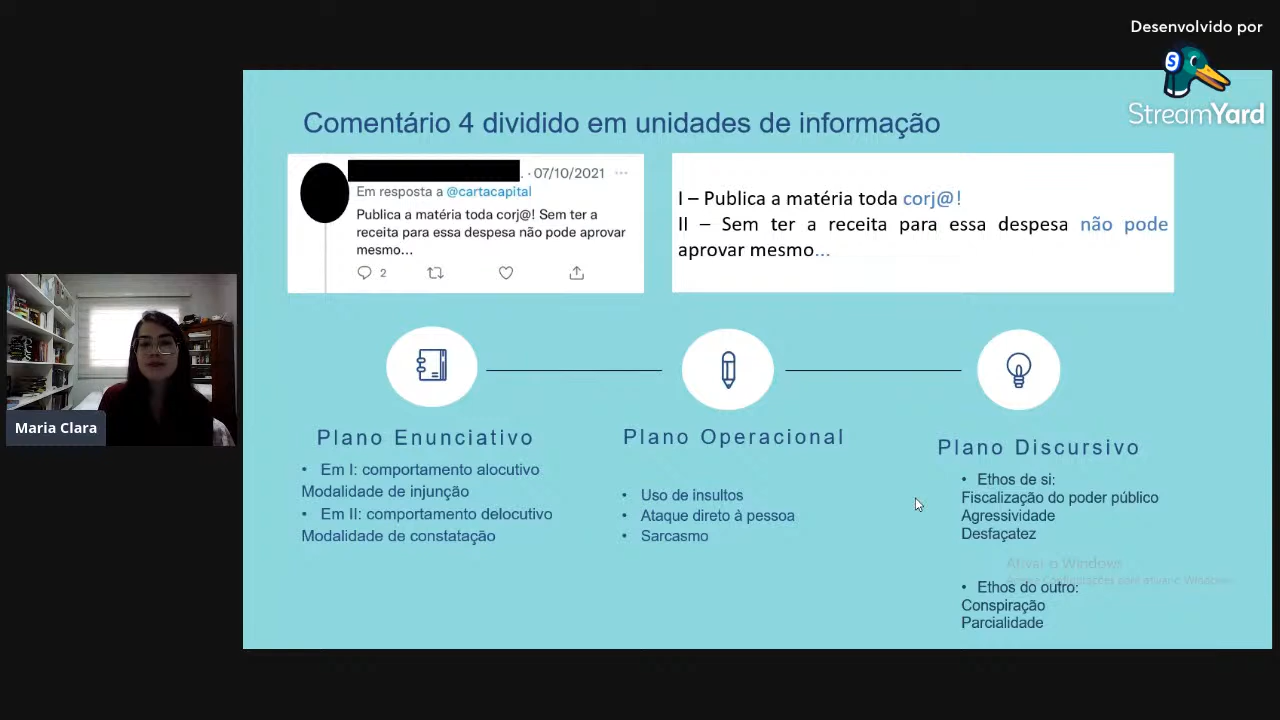 Desenvolvido por
StreamYard
Comentário 4 dividido em unidades de informação
. · 07/10/2021 ···
Em resposta a @cartacapital
Publica a matéria toda corj@! Sem ter a
receita para essa despesa não pode aprovar
mesmo...
2
I – Publica a matéria toda corj@!
II – Sem ter a receita para essa despesa não pode
aprovar mesmo...
Maria Clara
Plano Enunciativo
• Em I: comportamento alocutivo
Modalidade de injunção
• Em II: comportamento delocutivo
Modalidade de constatação
Plano Operacional
• Uso de insultos
• Ataque direto à pessoa
• Sarcasmo
Plano Discursivo
• Ethos de si:
Fiscalização do poder público
Agressividade
Desfaçatez
Ativar o Windows
• Ethos do outro:
Conspiração
Parcialidade